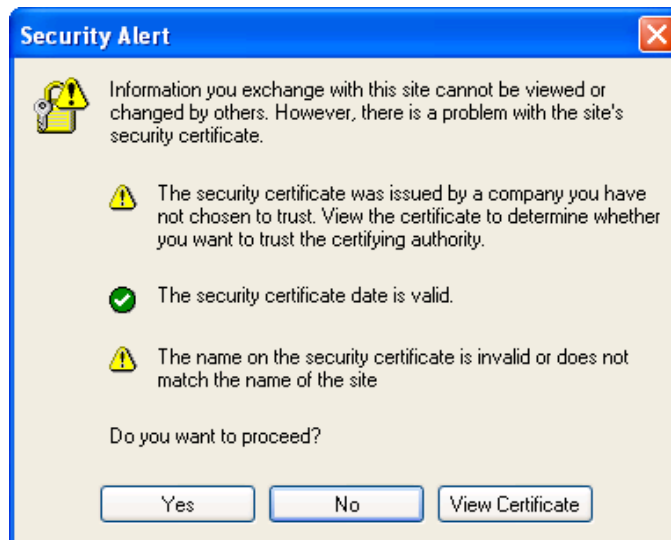 Security Alert
Information you exchange with this site cannot be viewed or
changed by others. However, there is a problem with the site's
security certificate.
The security certificate was issued by a company you have
not chosen to trust. View the certificate to determine whether
you want to trust the certifying authority.
The security certificate date is valid.
The name on the security certificate is invalid or does not
match the name of the site
Do you want to proceed?
Yes No View Certificate